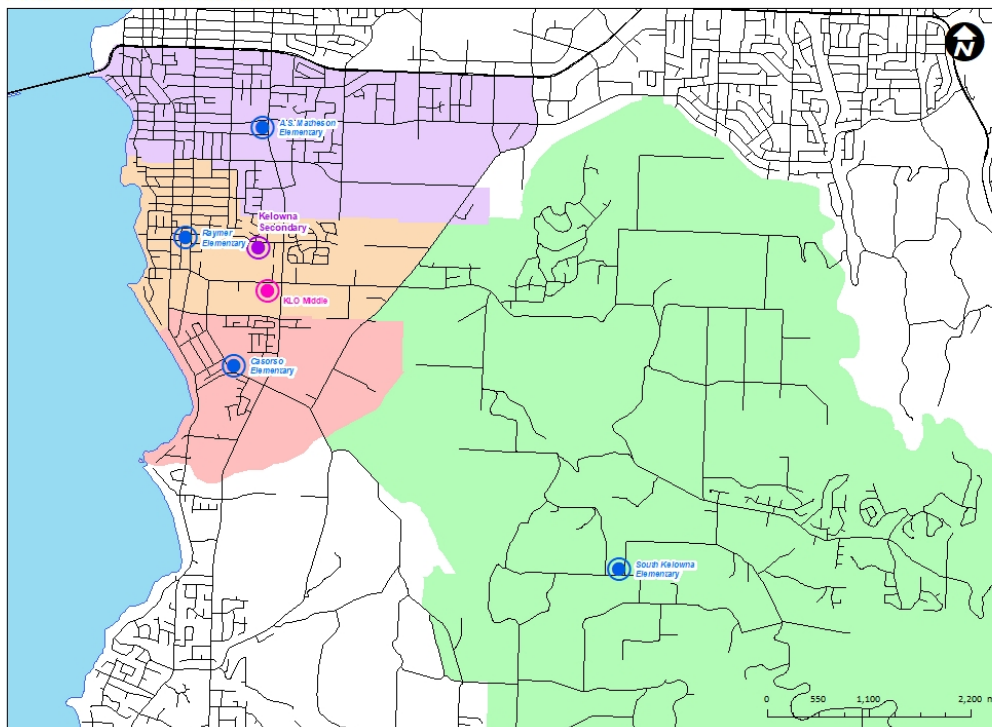 N
A.S. Matheson
Elementary
Kelowna
Secondary
Raymer
Elementary
KLO Middle
Casorso
Elementary
South Kelowna
Elementary
0 550 1,100 2,200 m